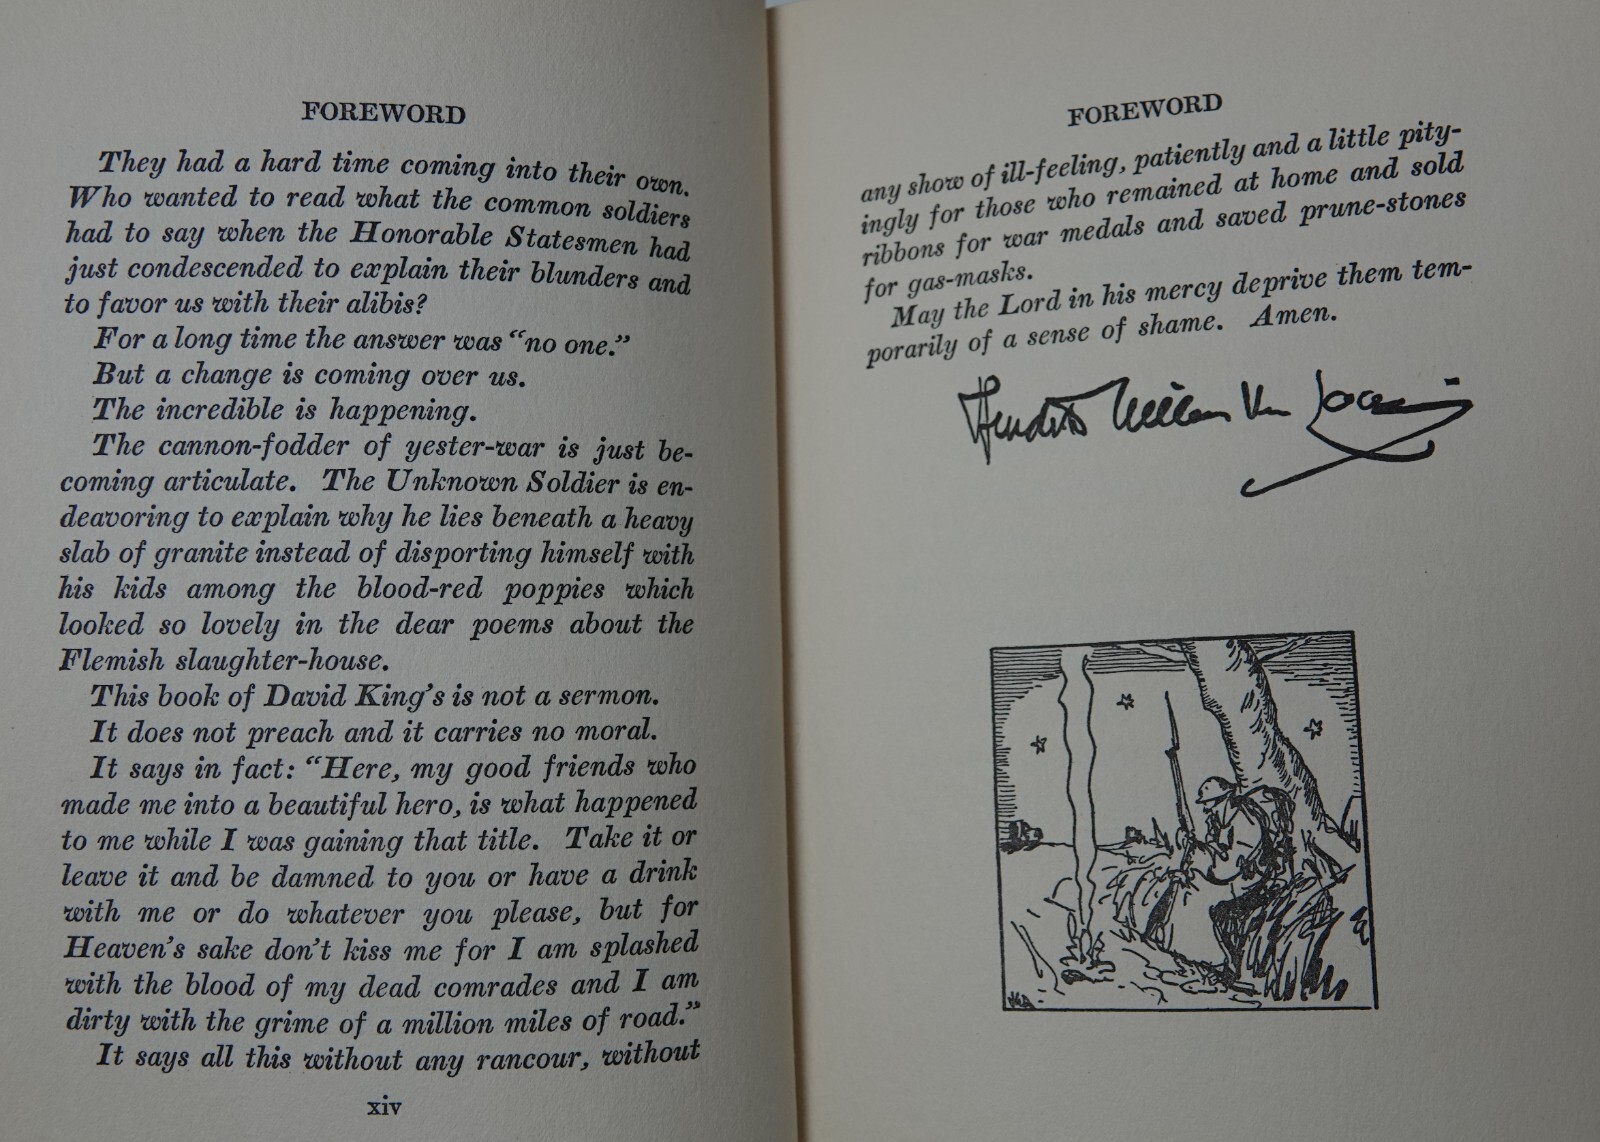 FOREWORD
They had a hard time coming into their own.
Who wanted to read what the common soldiers
had to say when the Honorable Statesmen had
just condescended to explain their blunders and
to favor us with their alibis?
For a long time the answer was “no one.”
But a change is coming over us.
The incredible is happening.
The cannon-fodder of yester-war is just be-
coming articulate. The Unknown Soldier is en-
deavoring to explain why he lies beneath a heavy
slab of granite instead of disporting himself with
his kids among the blood-red poppies which
looked so lovely in the dear poems about the
Flemish slaughter-house.
This book of David King's is not a sermon.
It does not preach and it carries no moral.
It says in fact: “Here, my good friends who
made me into a beautiful hero, is what happened
to me while I was gaining that title. Take it or
leave it and be damned to you or have a drink
with me or do whatever you please, but for
Heaven's sake don't kiss me for I am splashed
with the blood of my dead comrades and I am
dirty with the grime of a million miles of road.”
It says all this without any rancour, without
xiv
FOREWORD
any show of ill-feeling, patiently and a little pity-
ingly for those who remained at home and sold
ribbons for war medals and saved prune-stones
for gas-masks.
May the Lord in his mercy deprive them tem-
porarily of a sense of shame. Amen.
Hendrik Willem Van Loon